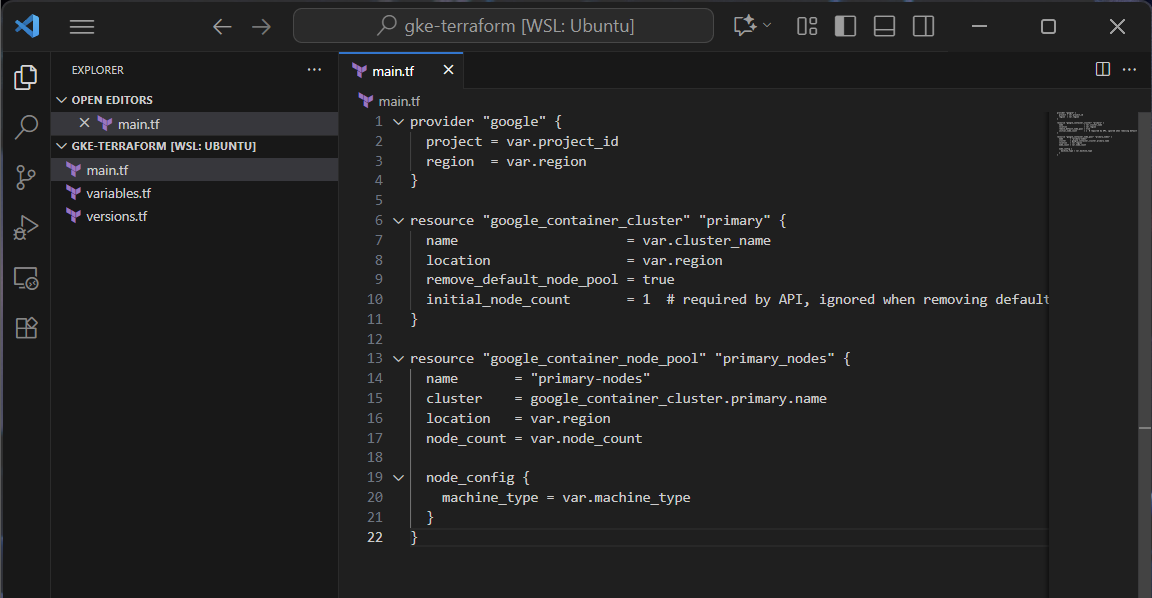 gke-terraform [WSL: Ubuntu]
EXPLORER
OPEN EDITORS
main.tf
GKE-TERRAFORM [WSL: UBUNTU]
main.tf
variables.tf
versions.tf
main.tf
main.tf
1 provider "google" {
2   project = var.project_id
3   region  = var.region
4 }
5
6 resource "google_container_cluster" "primary" {
7   name                     = var.cluster_name
8   location                 = var.region
9   remove_default_node_pool = true
10   initial_node_count       = 1  # required by API, ignored when removing default
11 }
12
13 resource "google_container_node_pool" "primary_nodes" {
14   name       = "primary-nodes"
15   cluster    = google_container_cluster.primary.name
16   location   = var.region
17   node_count = var.node_count
18
19   node_config {
20     machine_type = var.machine_type
21   }
22 }